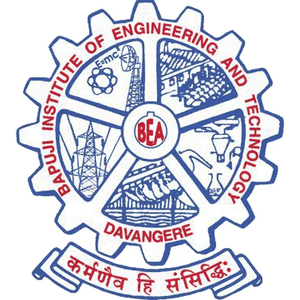 BAPUJI INSTITUTE OF ENGINEERING AND TECHNOLOGY
E=mc²
BEA
DAVANGERE
कर्मणैव हि संसिद्धिः